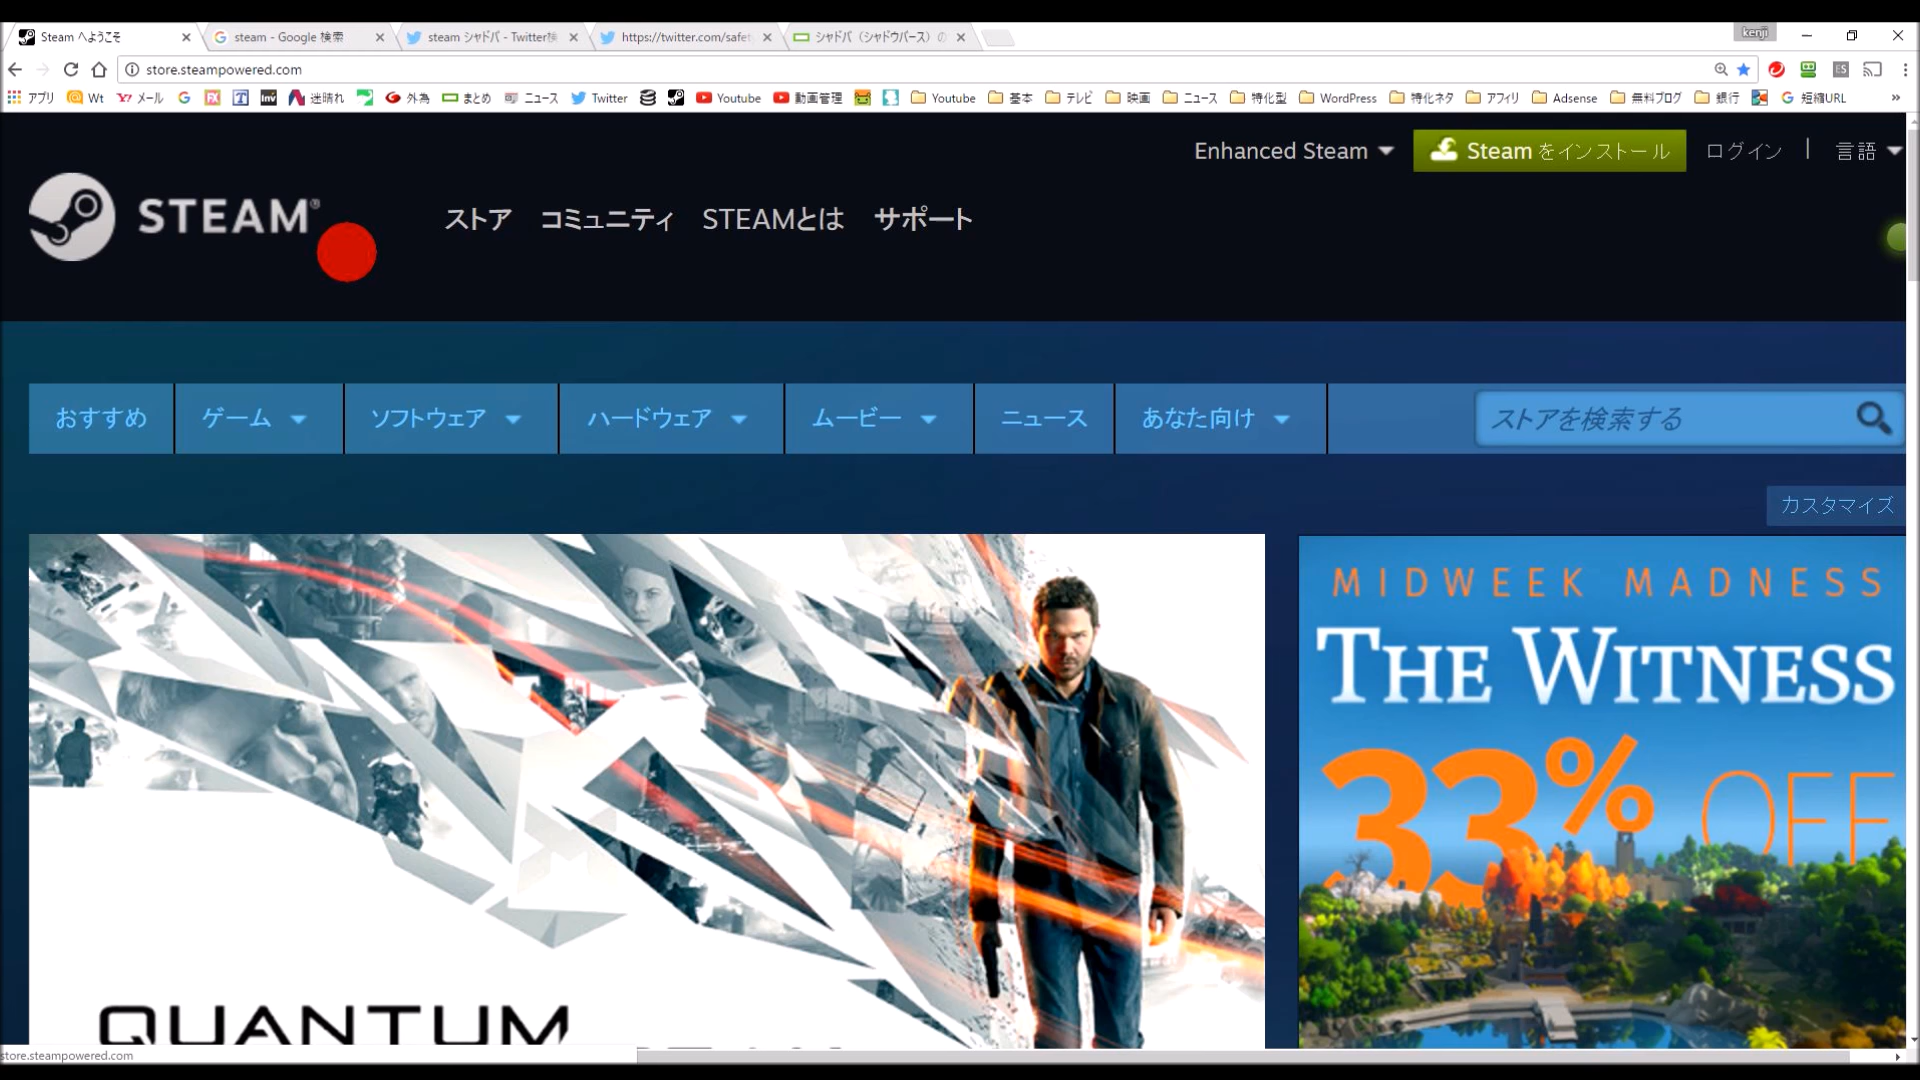 Steam へようこそ
steam - Google 検索
steam シャドバ - Twitter検
https://twitter.com/safet
シャドバ（シャドウバース）の
kenji
store.steampowered.com
アプリ Wt メール 迷晴れ 外為 まとめ ニュース Twitter Youtube 動画管理 Youtube 基本 テレビ 映画 ニュース 特化型 WordPress 特化ネタ アフィリ Adsense 無料ブログ 銀行 短縮URL »
Enhanced Steam Steamをインストール ログイン | 言語
STEAM®
ストア コミュニティ STEAMとは サポート
おすすめ ゲーム ソフトウェア ハードウェア ムービー ニュース あなた向け ストアを検索する
カスタマイズ
MIDWEEK MADNESS
THE WITNESS
33% OFF
QUANTUM
store.steampowered.com